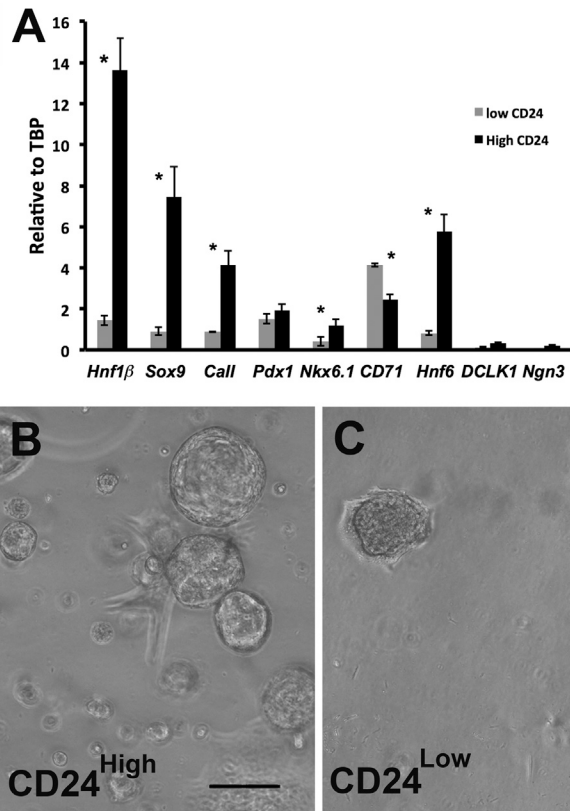 A
Relative to TBP
16
14
12
10
8
6
4
2
0
low CD24
High CD24
*
*
*
*
*
*
Hnf1β Sox9 CaII Pdx1 Nkx6.1 CD71 Hnf6 DCLK1 Ngn3
B
C
CD24High
CD24Low